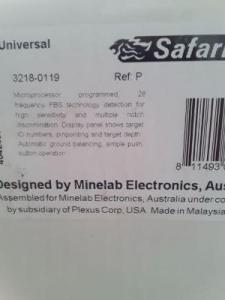 Universal
Safari
3218-0119 Ref: P
Microprocessor programmed, 28
frequency FBS technology detection for
high sensitivity and multiple notch
discrimination. Display panel shows target
ID numbers, pinpointing and target depth.
Automatic ground balancing, simple push
button operation
8 11493
Designed by Minelab Electronics, Aus
Assembled for Minelab Electronics, Australia under co
by subsidiary of Plexus Corp, USA. Made in Malaysia